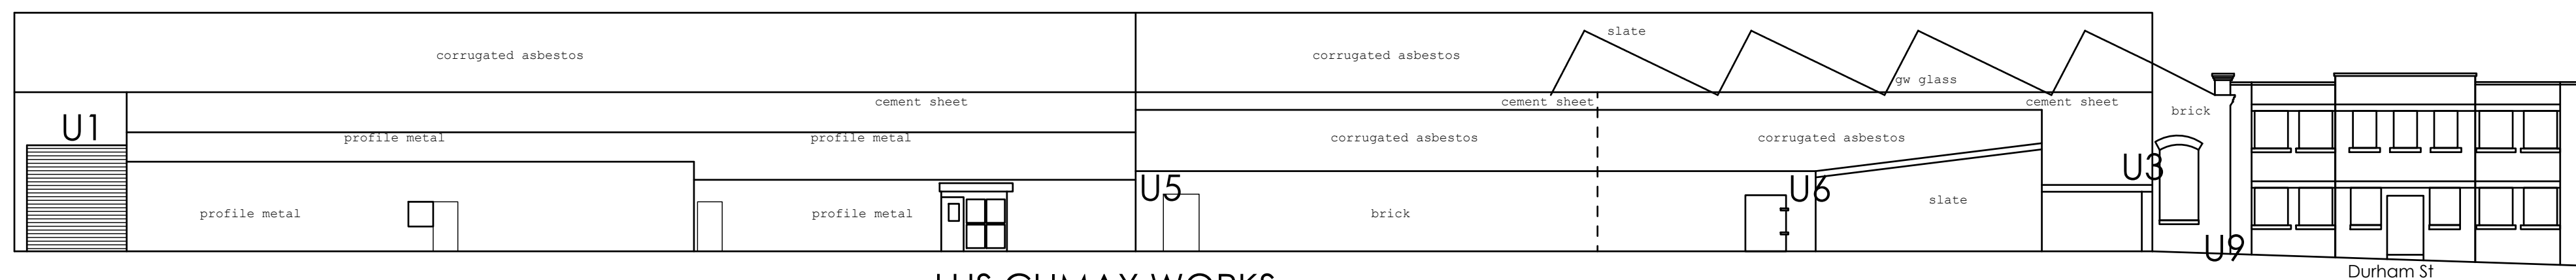 slate
corrugated asbestos
corrugated asbestos
gw glass
cement sheet
cement sheet
cement sheet
brick
U1
profile metal
profile metal
corrugated asbestos
corrugated asbestos
U3
U5
U6
slate
profile metal
profile metal
brick
U9
WORKS
Durham St